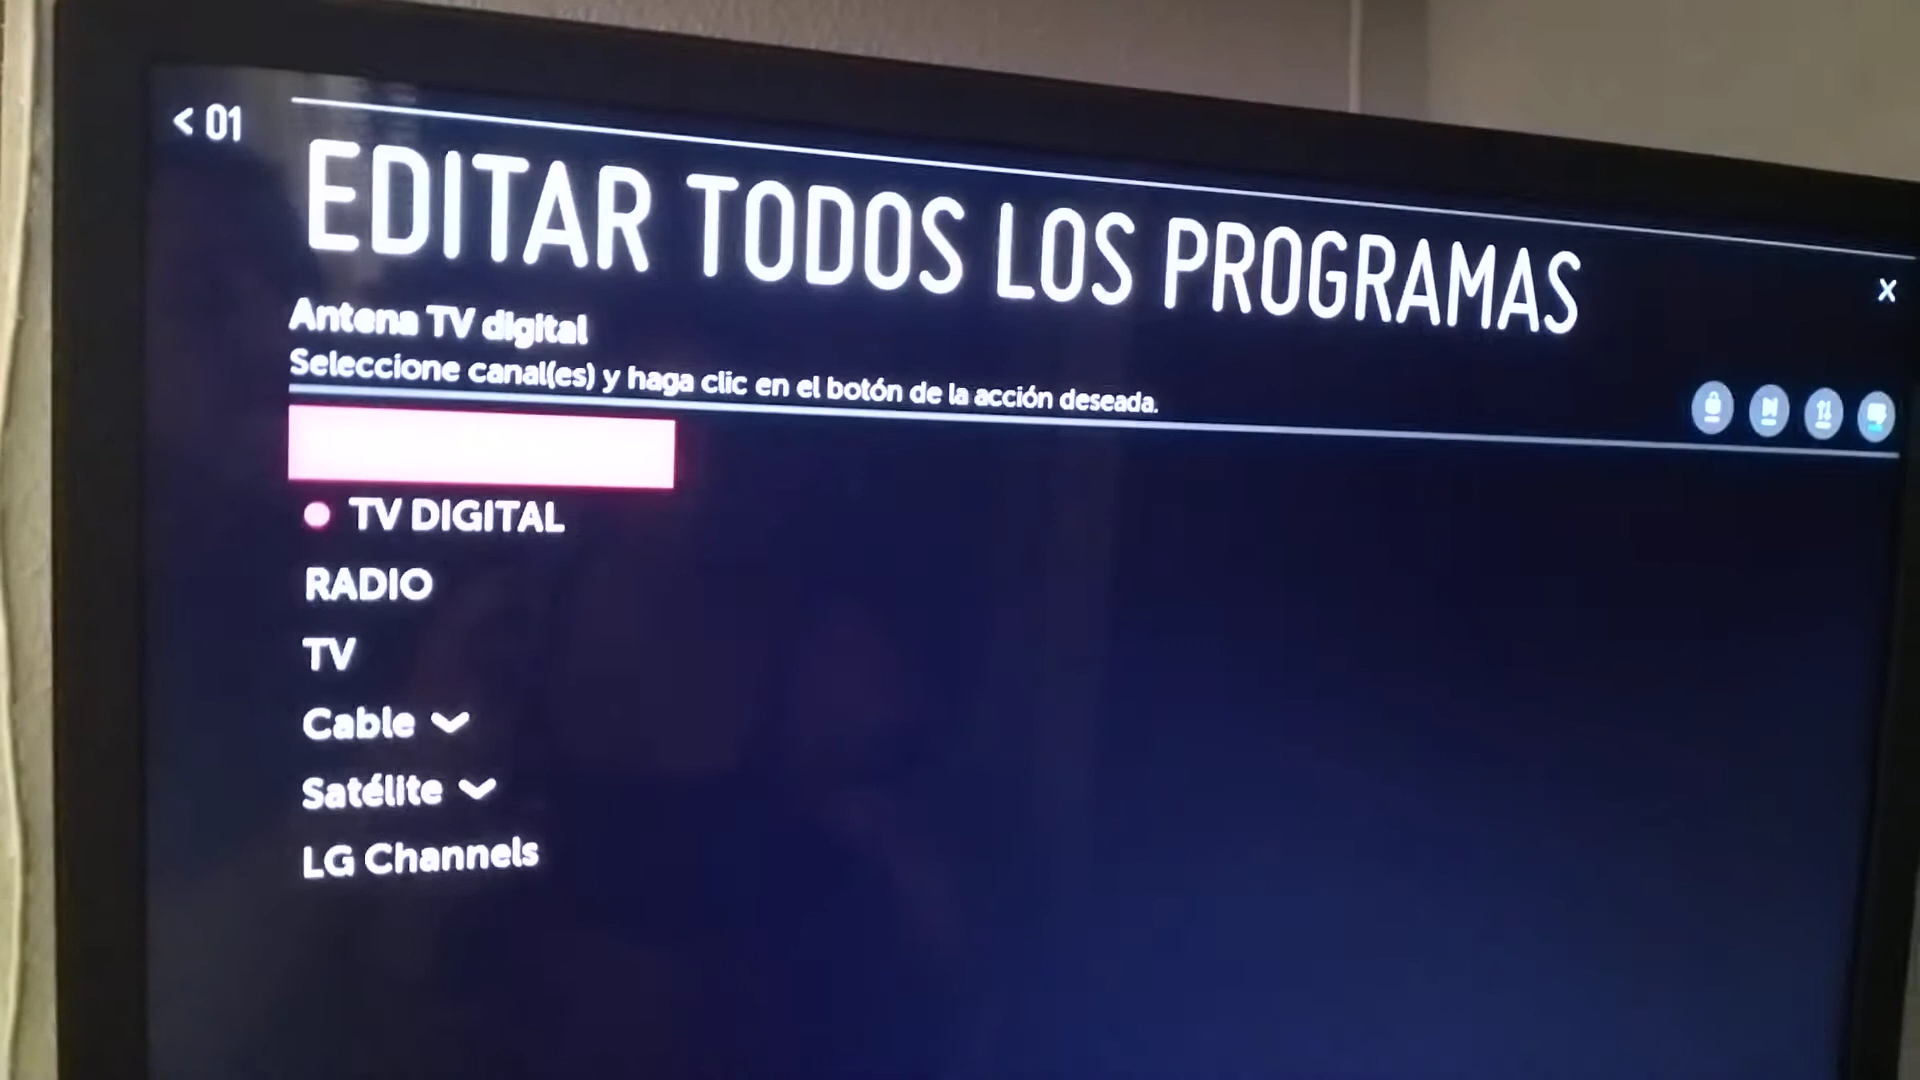 < 01
EDITAR TODOS LOS PROGRAMAS
X
Antena TV digital
Seleccione canal(es) y haga clic en el botón de la acción deseada.
TV DIGITAL
RADIO
TV
Cable
Satélite
LG Channels